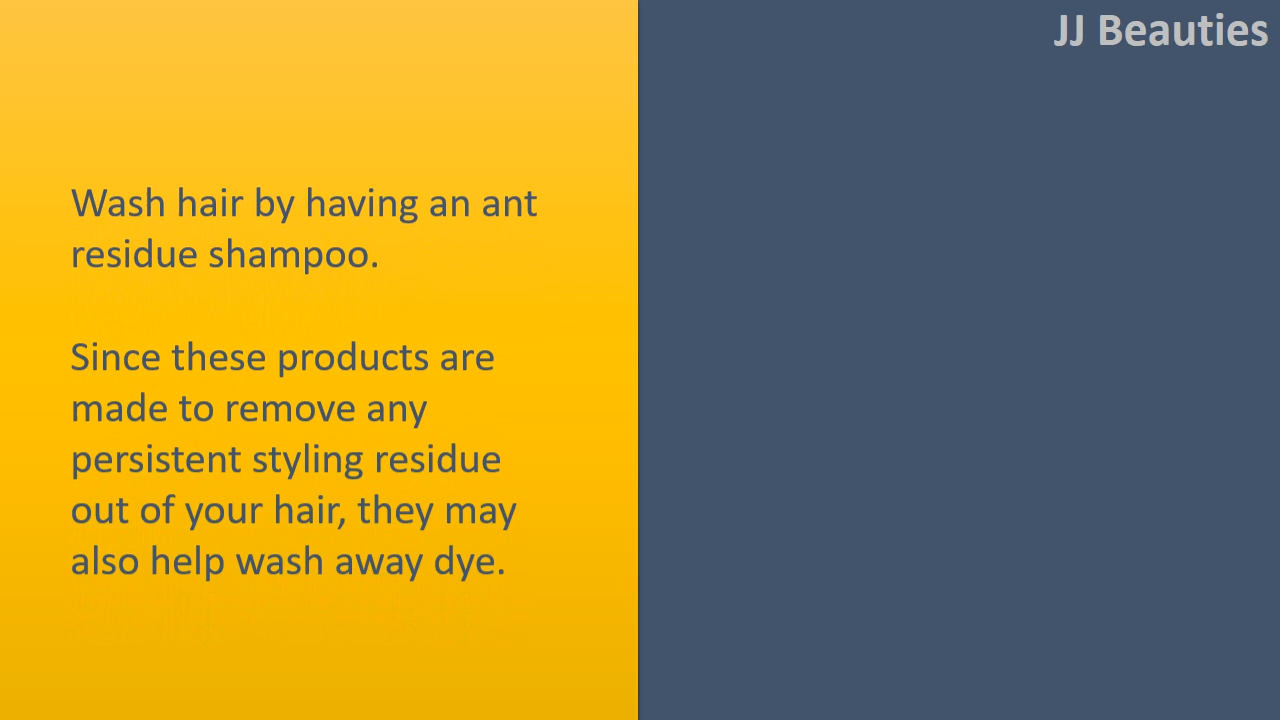 JJ Beauties
Wash hair by having an ant
residue shampoo.
Since these products are
made to remove any
persistent styling residue
out of your hair, they may
also help wash away dye.